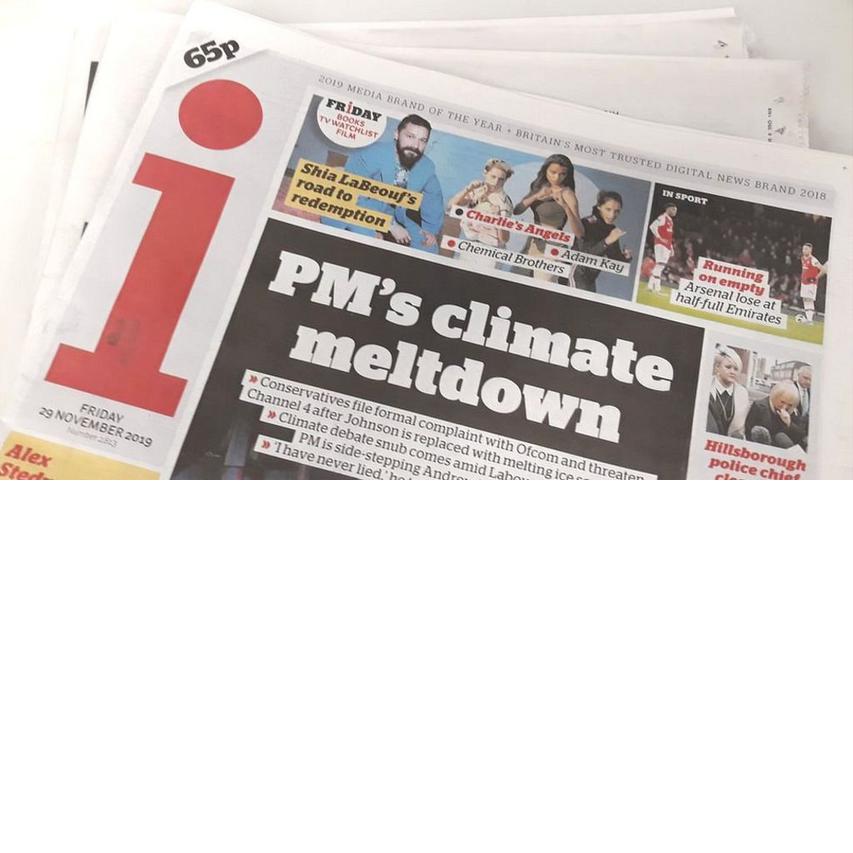 65p
i
2019 MEDIA BRAND OF THE YEAR + BRITAIN'S MOST TRUSTED DIGITAL NEWS BRAND 2018
FRiDAY
BOOKS
TV WATCHLIST
FILM
Shia LaBeouf's
road to
redemption
Charlie's Angels
Chemical Brothers
Adam Kay
IN SPORT
Running
on empty
Arsenal lose at
half-full Emirates
PM's climate
meltdown
» Conservatives file formal complaint with Ofcom and threaten
Channel 4 after Johnson is replaced with melting ice
» Climate debate snub comes amid
PM is side-stepping
» 'I have never lied,'
Hillsborough
police chief
FRIDAY
29 NOVEMBER 2019
Alex